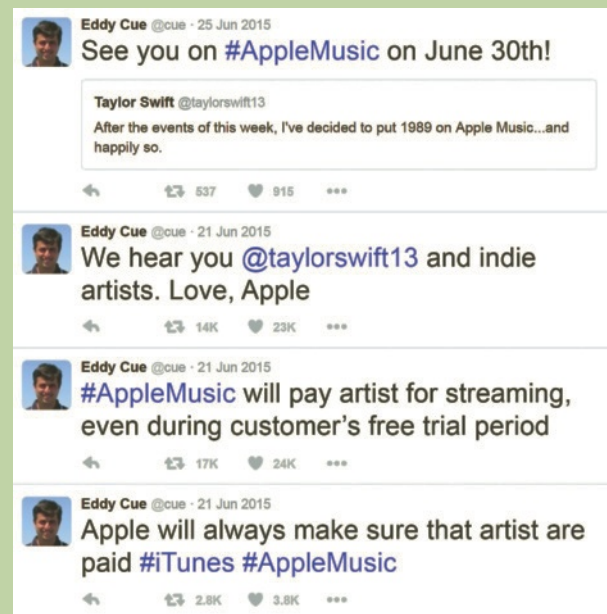 Eddy Cue @cue · 25 Jun 2015
See you on #AppleMusic on June 30th!
Taylor Swift @taylorswift13
After the events of this week, I've decided to put 1989 on Apple Music...and
happily so.
537 915
Eddy Cue @cue · 21 Jun 2015
We hear you @taylorswift13 and indie
artists. Love, Apple
14K 23K
Eddy Cue @cue · 21 Jun 2015
#AppleMusic will pay artist for streaming,
even during customer’s free trial period
17K 24K
Eddy Cue @cue · 21 Jun 2015
Apple will always make sure that artist are
paid #iTunes #AppleMusic
2.8K 3.8K